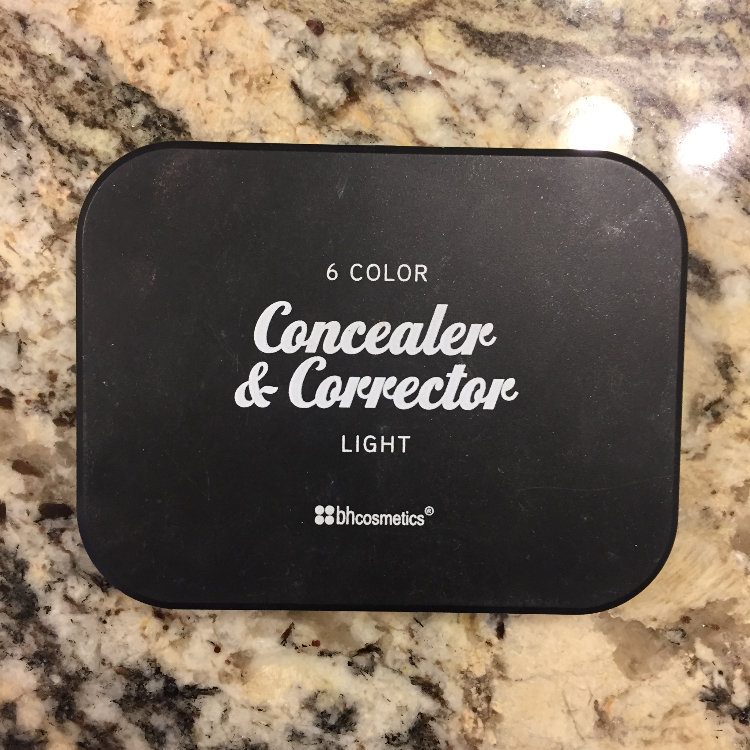 6 COLOR
Concealer
& Corrector
LIGHT
bhcosmetics®